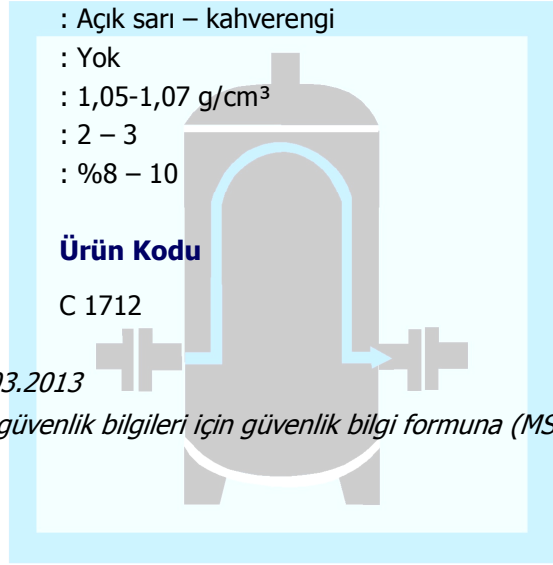 : Açık sarı – kahverengi
: Yok
: 1,05-1,07 g/cm³
: 2 – 3
: %8 – 10
Ürün Kodu
C 1712
03.2013
güvenlik bilgileri için güvenlik bilgi formuna (MS